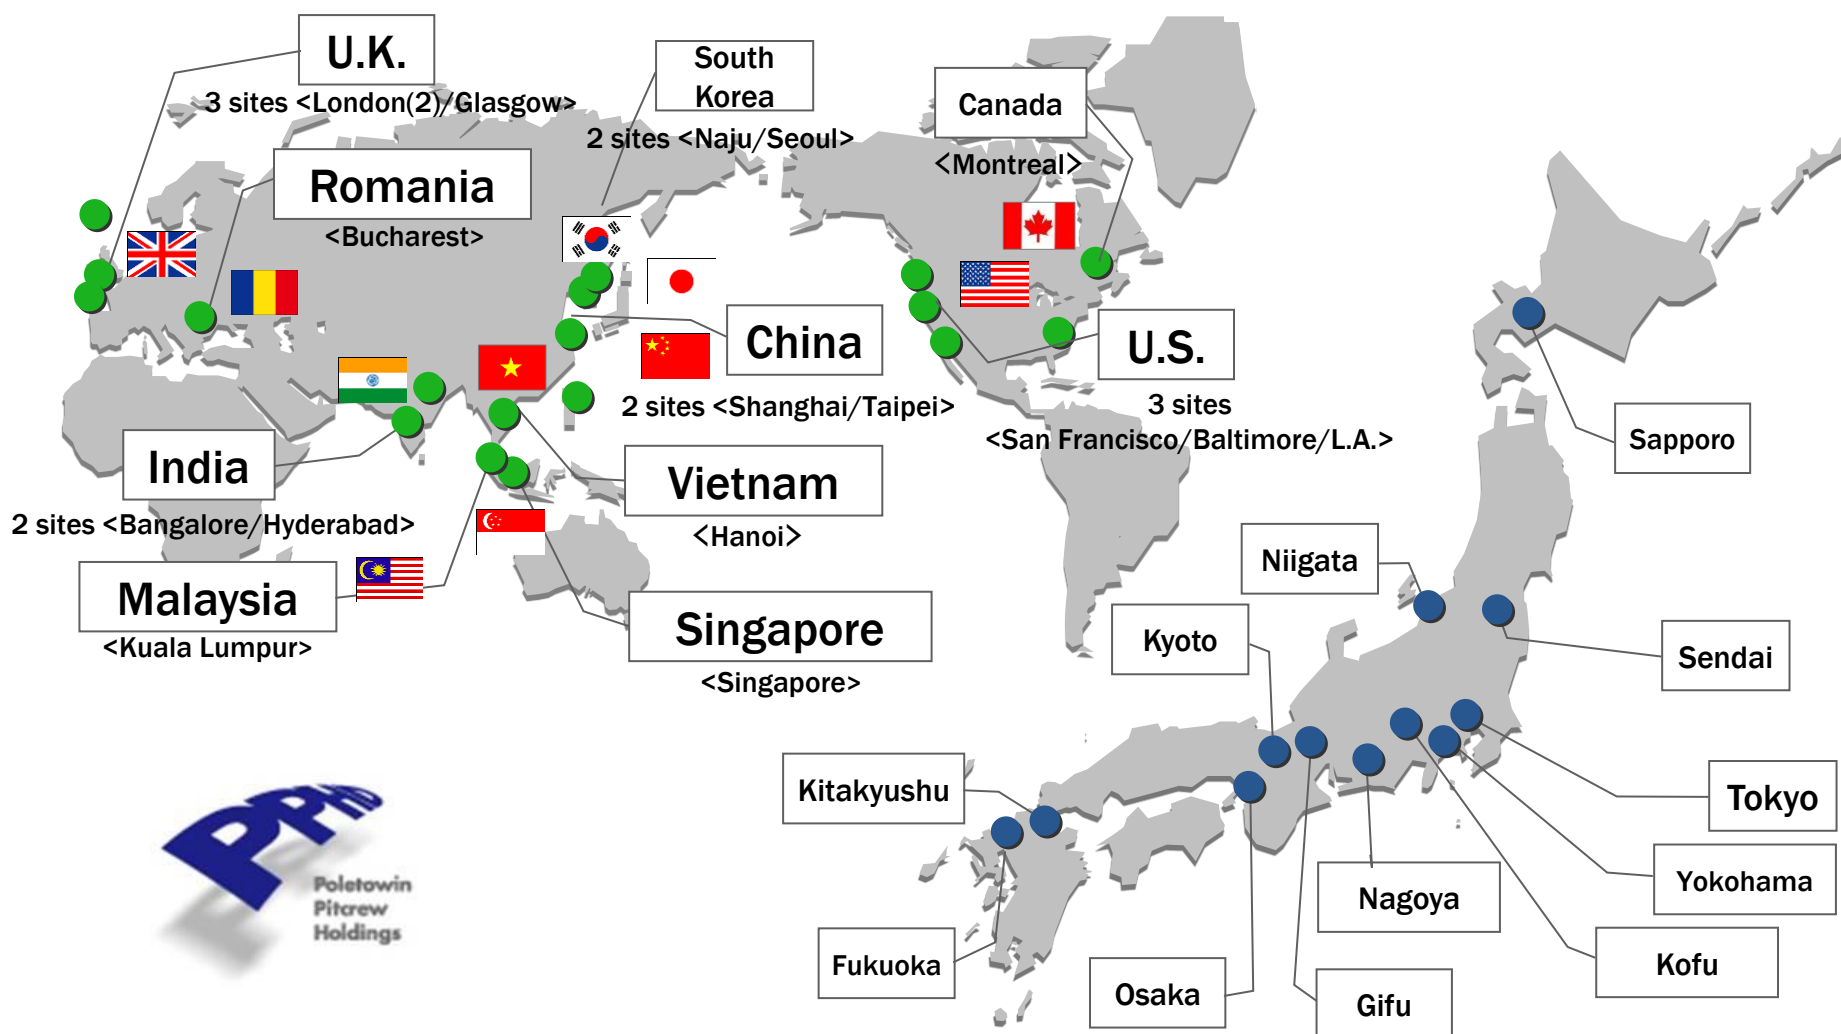 U.K.
3 sites <London(2)/Glasgow>
South
Korea
2 sites <Naju/Seoul>
Canada
<Montreal>
Romania
<Bucharest>
China
2 sites <Shanghai/Taipei>
U.S.
3 sites
<San Francisco/Baltimore/L.A.>
India
2 sites <Bangalore/Hyderabad>
Vietnam
<Hanoi>
Malaysia
<Kuala Lumpur>
Singapore
<Singapore>
Sapporo
Niigata
Kyoto
Sendai
Kitakyushu
Tokyo
Yokohama
Nagoya
Kofu
Fukuoka
Osaka
Gifu
PPHD
Poletowin
Pitcrew
Holdings